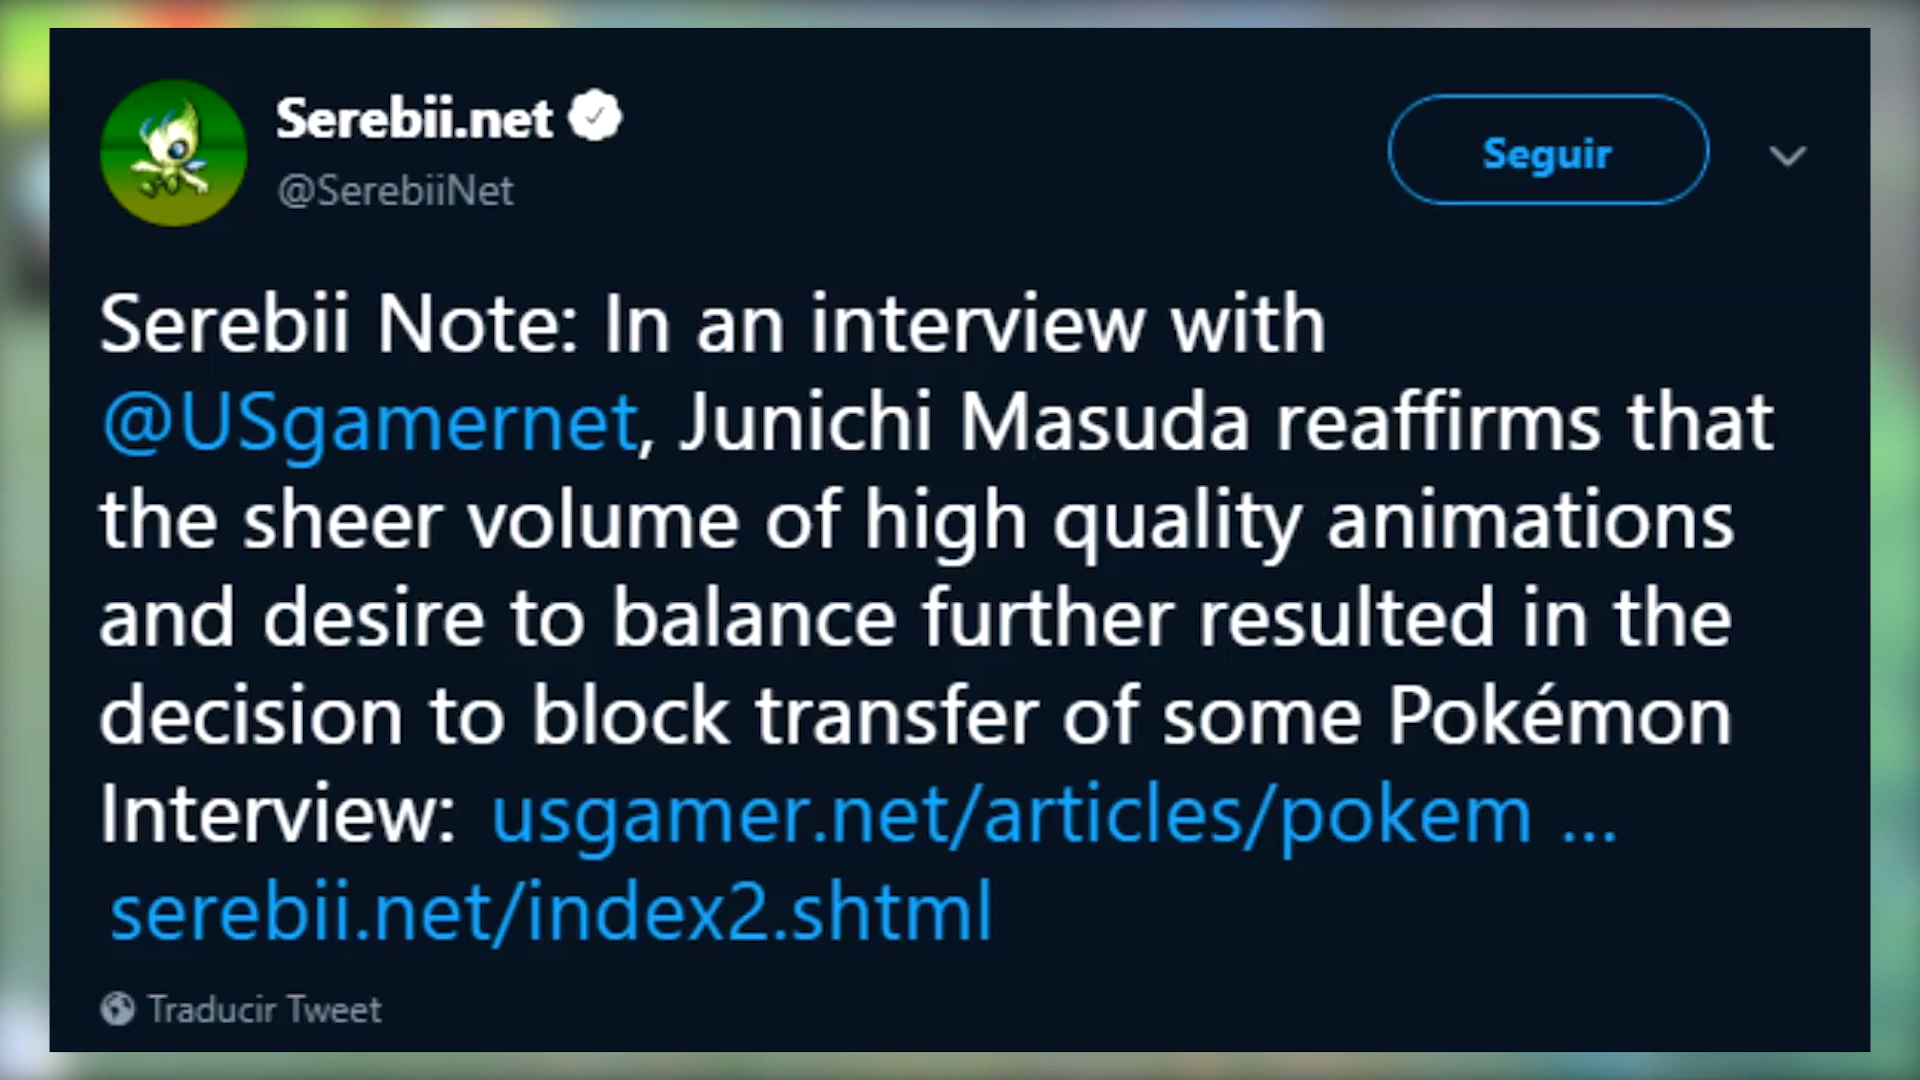 Serebii.net
@SerebiiNet
Seguir
Serebii Note: In an interview with
@USgamernet, Junichi Masuda reaffirms that
the sheer volume of high quality animations
and desire to balance further resulted in the
decision to block transfer of some Pokémon
Interview: usgamer.net/articles/pokem ...
serebii.net/index2.shtml
Traducir Tweet